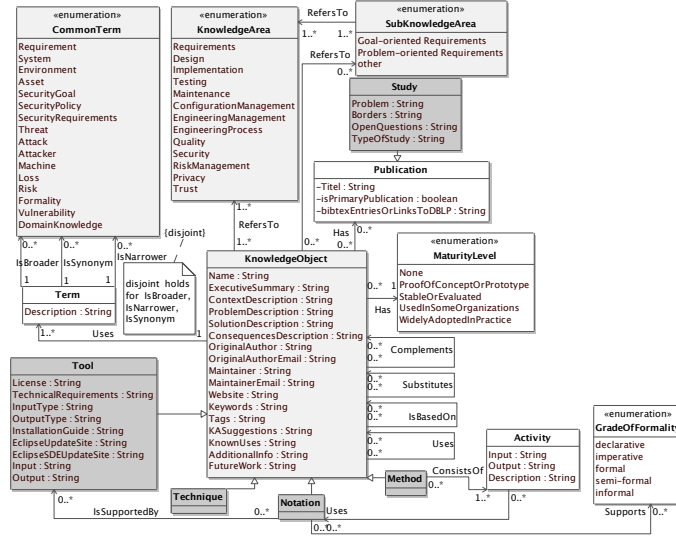 «enumeration»
CommonTerm
Requirement
System
Environment
Asset
SecurityGoal
SecurityPolicy
SecurityRequirements
Threat
Attack
Attacker
Machine
Loss
Risk
Formality
Vulnerability
DomainKnowledge
«enumeration»
KnowledgeArea
Requirements
Design
Implementation
Testing
Maintenance
ConfigurationManagement
EngineeringManagement
EngineeringProcess
Quality
Security
RiskManagement
Privacy
Trust
RefersTo
1..*
1..*
«enumeration»
SubKnowledgeArea
Goal-oriented Requirements
Problem-oriented Requirements
other
RefersTo
0..*
Study
Problem : String
Borders : String
OpenQuestions : String
TypeOfStudy : String
Publication
-Titel : String
-isPrimaryPublication : boolean
-bibtexEntriesOrLinksToDBLP : String
1..*
RefersTo
1..*
0..*
Has
0..*
0..*
0..*
0..*
0..*
0..*
IsBroader
IsSynonym
IsNarrower
1
1
1
{disjoint}
disjoint holds
for IsBroader,
IsNarrower,
IsSynonym
Term
Description : String
1..*
Uses
1
KnowledgeObject
Name : String
ExecutiveSummary : String
ContextDescription : String
ProblemDescription : String
SolutionDescription : String
ConsequencesDescription : String
OriginalAuthor : String
OriginalAuthorEmail : String
Maintainer : String
MaintainerEmail : String
Website : String
Keywords : String
Tags : String
KASuggestions : String
KnownUses : String
AdditionalInfo : String
FutureWork : String
«enumeration»
MaturityLevel
None
ProofOfConceptOrPrototype
StableOrEvaluated
UsedInSomeOrganizations
WidelyAdoptedInPractice
0..*
1
Has
0..*
0..*
Complements
0..*
0..*
Substitutes
0..*
0..*
IsBasedOn
0..*
0..*
Uses
Tool
License : String
TechnicalRequirements : String
InputType : String
OutputType : String
InstallationGuide : String
EclipseUpdateSite : String
EclipseSDEUpdateSite : String
Input : String
Output : String
Technique
Notation
Method
ConsistsOf
0..*
1..*
Activity
Input : String
Output : String
Description : String
0..*
Uses
0..*
0..*
IsSupportedBy
0..*
0..*
«enumeration»
GradeOfFormality
declarative
imperative
formal
semi-formal
informal
Supports
0..*